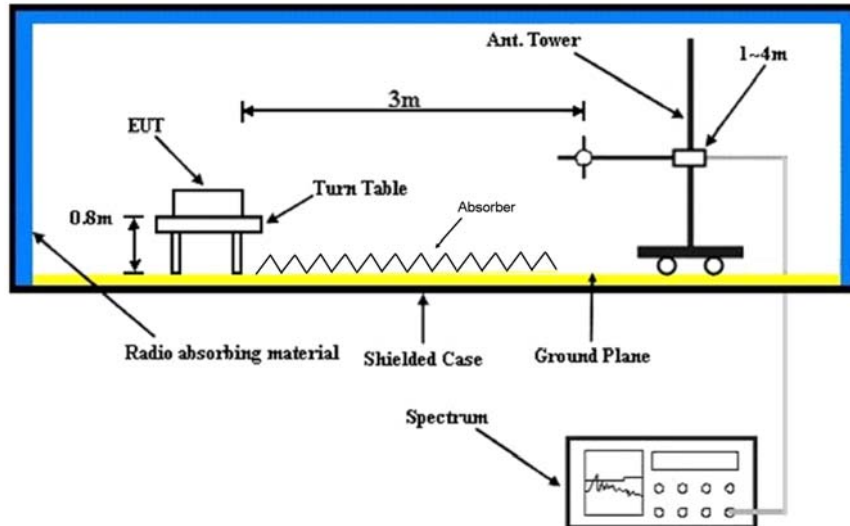 Ant. Tower
1~4m
3m
EUT
Turn Table
0.8m
Absorber
Radio absorbing material
Shielded Case
Ground Plane
Spectrum